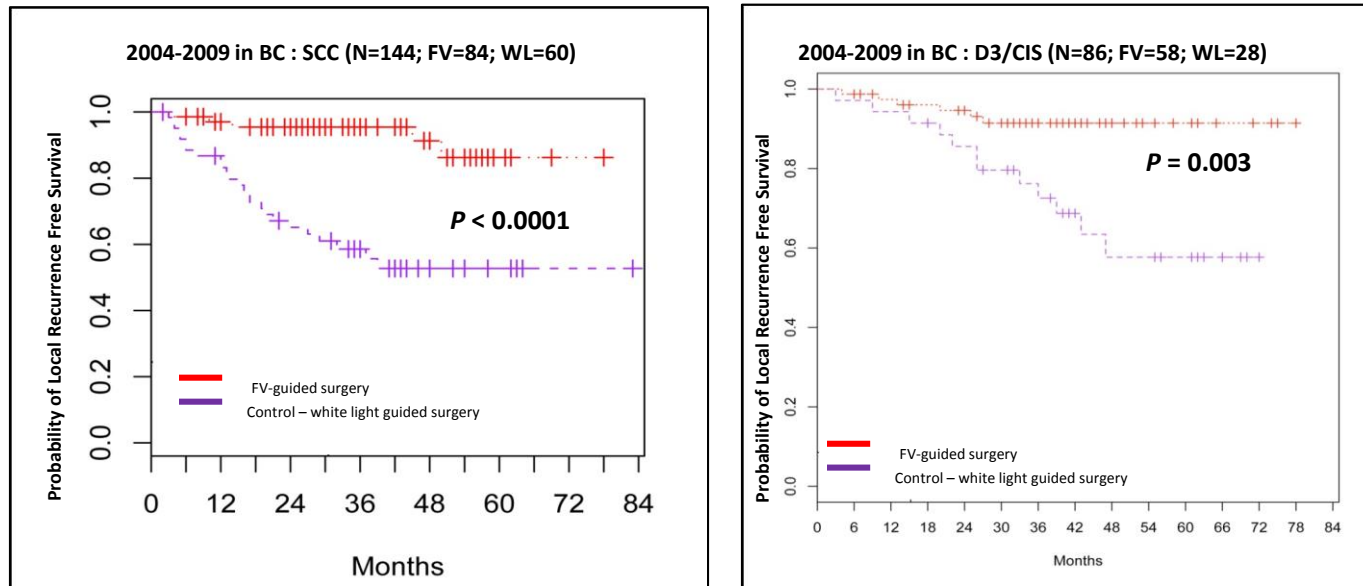 2004-2009 in BC : SCC (N=144; FV=84; WL=60)
Probability of Local Recurrence Free Survival
1.0
0.8
0.6
0.4
0.2
0.0
P < 0.0001
FV-guided surgery
Control – white light guided surgery
0 12 24 36 48 60 72 84
Months
2004-2009 in BC : D3/CIS (N=86; FV=58; WL=28)
Probability of Local Recurrence Free Survival
1.0
0.8
0.6
0.4
0.2
0.0
P = 0.003
FV-guided surgery
Control – white light guided surgery
0 6 12 18 24 30 36 42 48 54 60 66 72 78 84
Months